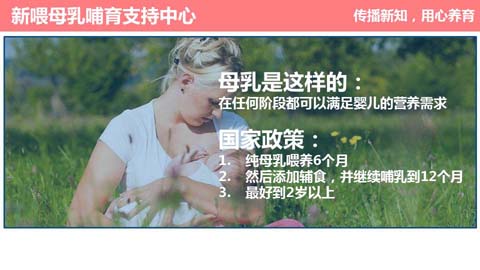 新喂母乳哺育支持中心
传播新知，用心养育
母乳是这样的：
在任何阶段都可以满足婴儿的营养需求
国家政策：
1. 纯母乳喂养6个月
2. 然后添加辅食，并继续哺乳到12个月
3. 最好到2岁以上